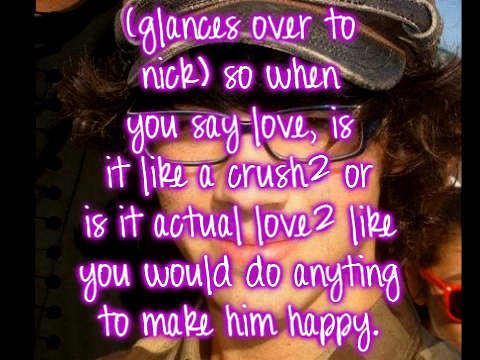 (glances over to
nick) so when
you say love, is
it like a crush? or
is it actual love? like
you would do anyting
to make him happy.